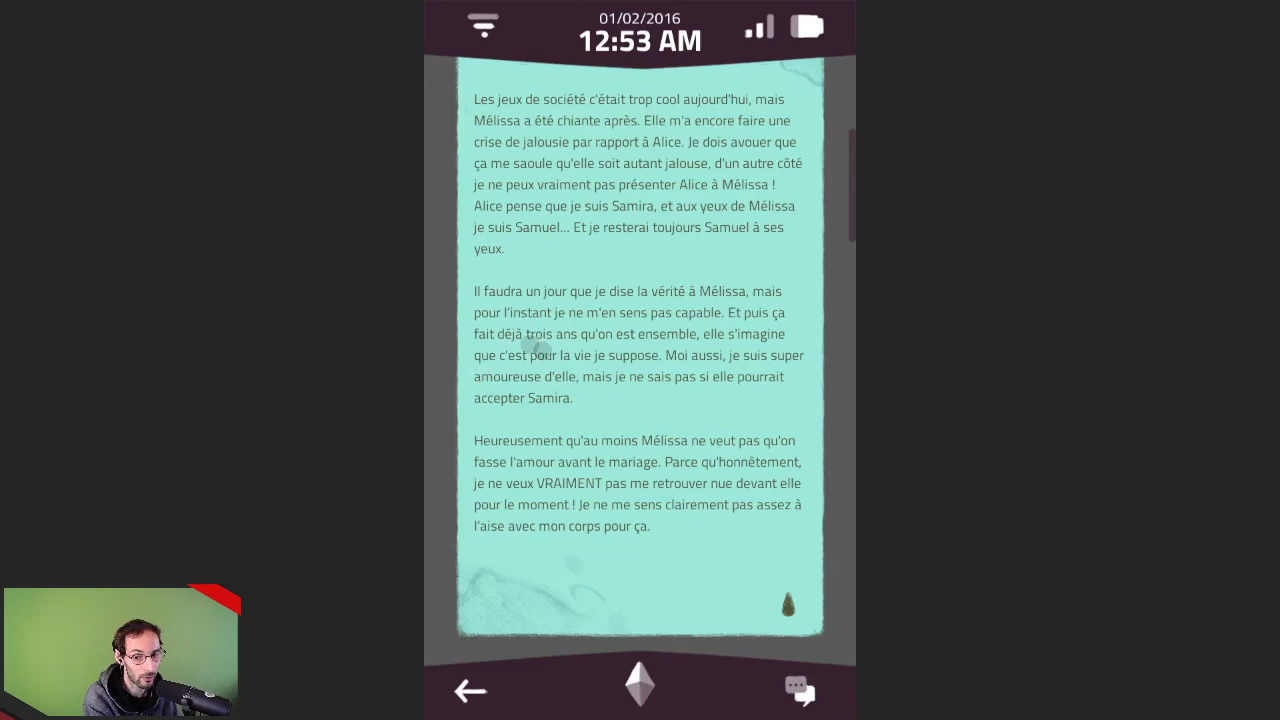 01/02/2016
12:53 AM
Les jeux de société c'était trop cool aujourd'hui, mais
Mélissa a été chiante après. Elle m'a encore faire une
crise de jalousie par rapport à Alice. Je dois avouer que
ça me saoule qu'elle soit autant jalouse, d'un autre côté
je ne peux vraiment pas présenter Alice à Mélissa !
Alice pense que je suis Samira, et aux yeux de Mélissa
je suis Samuel... Et je resterai toujours Samuel à ses
yeux.
Il faudra un jour que je dise la vérité à Mélissa, mais
pour l'instant je ne m'en sens pas capable. Et puis ça
fait déjà trois ans qu'on est ensemble, elle s'imagine
que c'est pour la vie je suppose. Moi aussi, je suis super
amoureuse d'elle, mais je ne sais pas si elle pourrait
accepter Samira.
Heureusement qu'au moins Mélissa ne veut pas qu'on
fasse l'amour avant le mariage. Parce qu'honnêtement,
je ne veux VRAIMENT pas me retrouver nue devant elle
pour le moment ! Je ne me sens clairement pas assez à
l'aise avec mon corps pour ça.